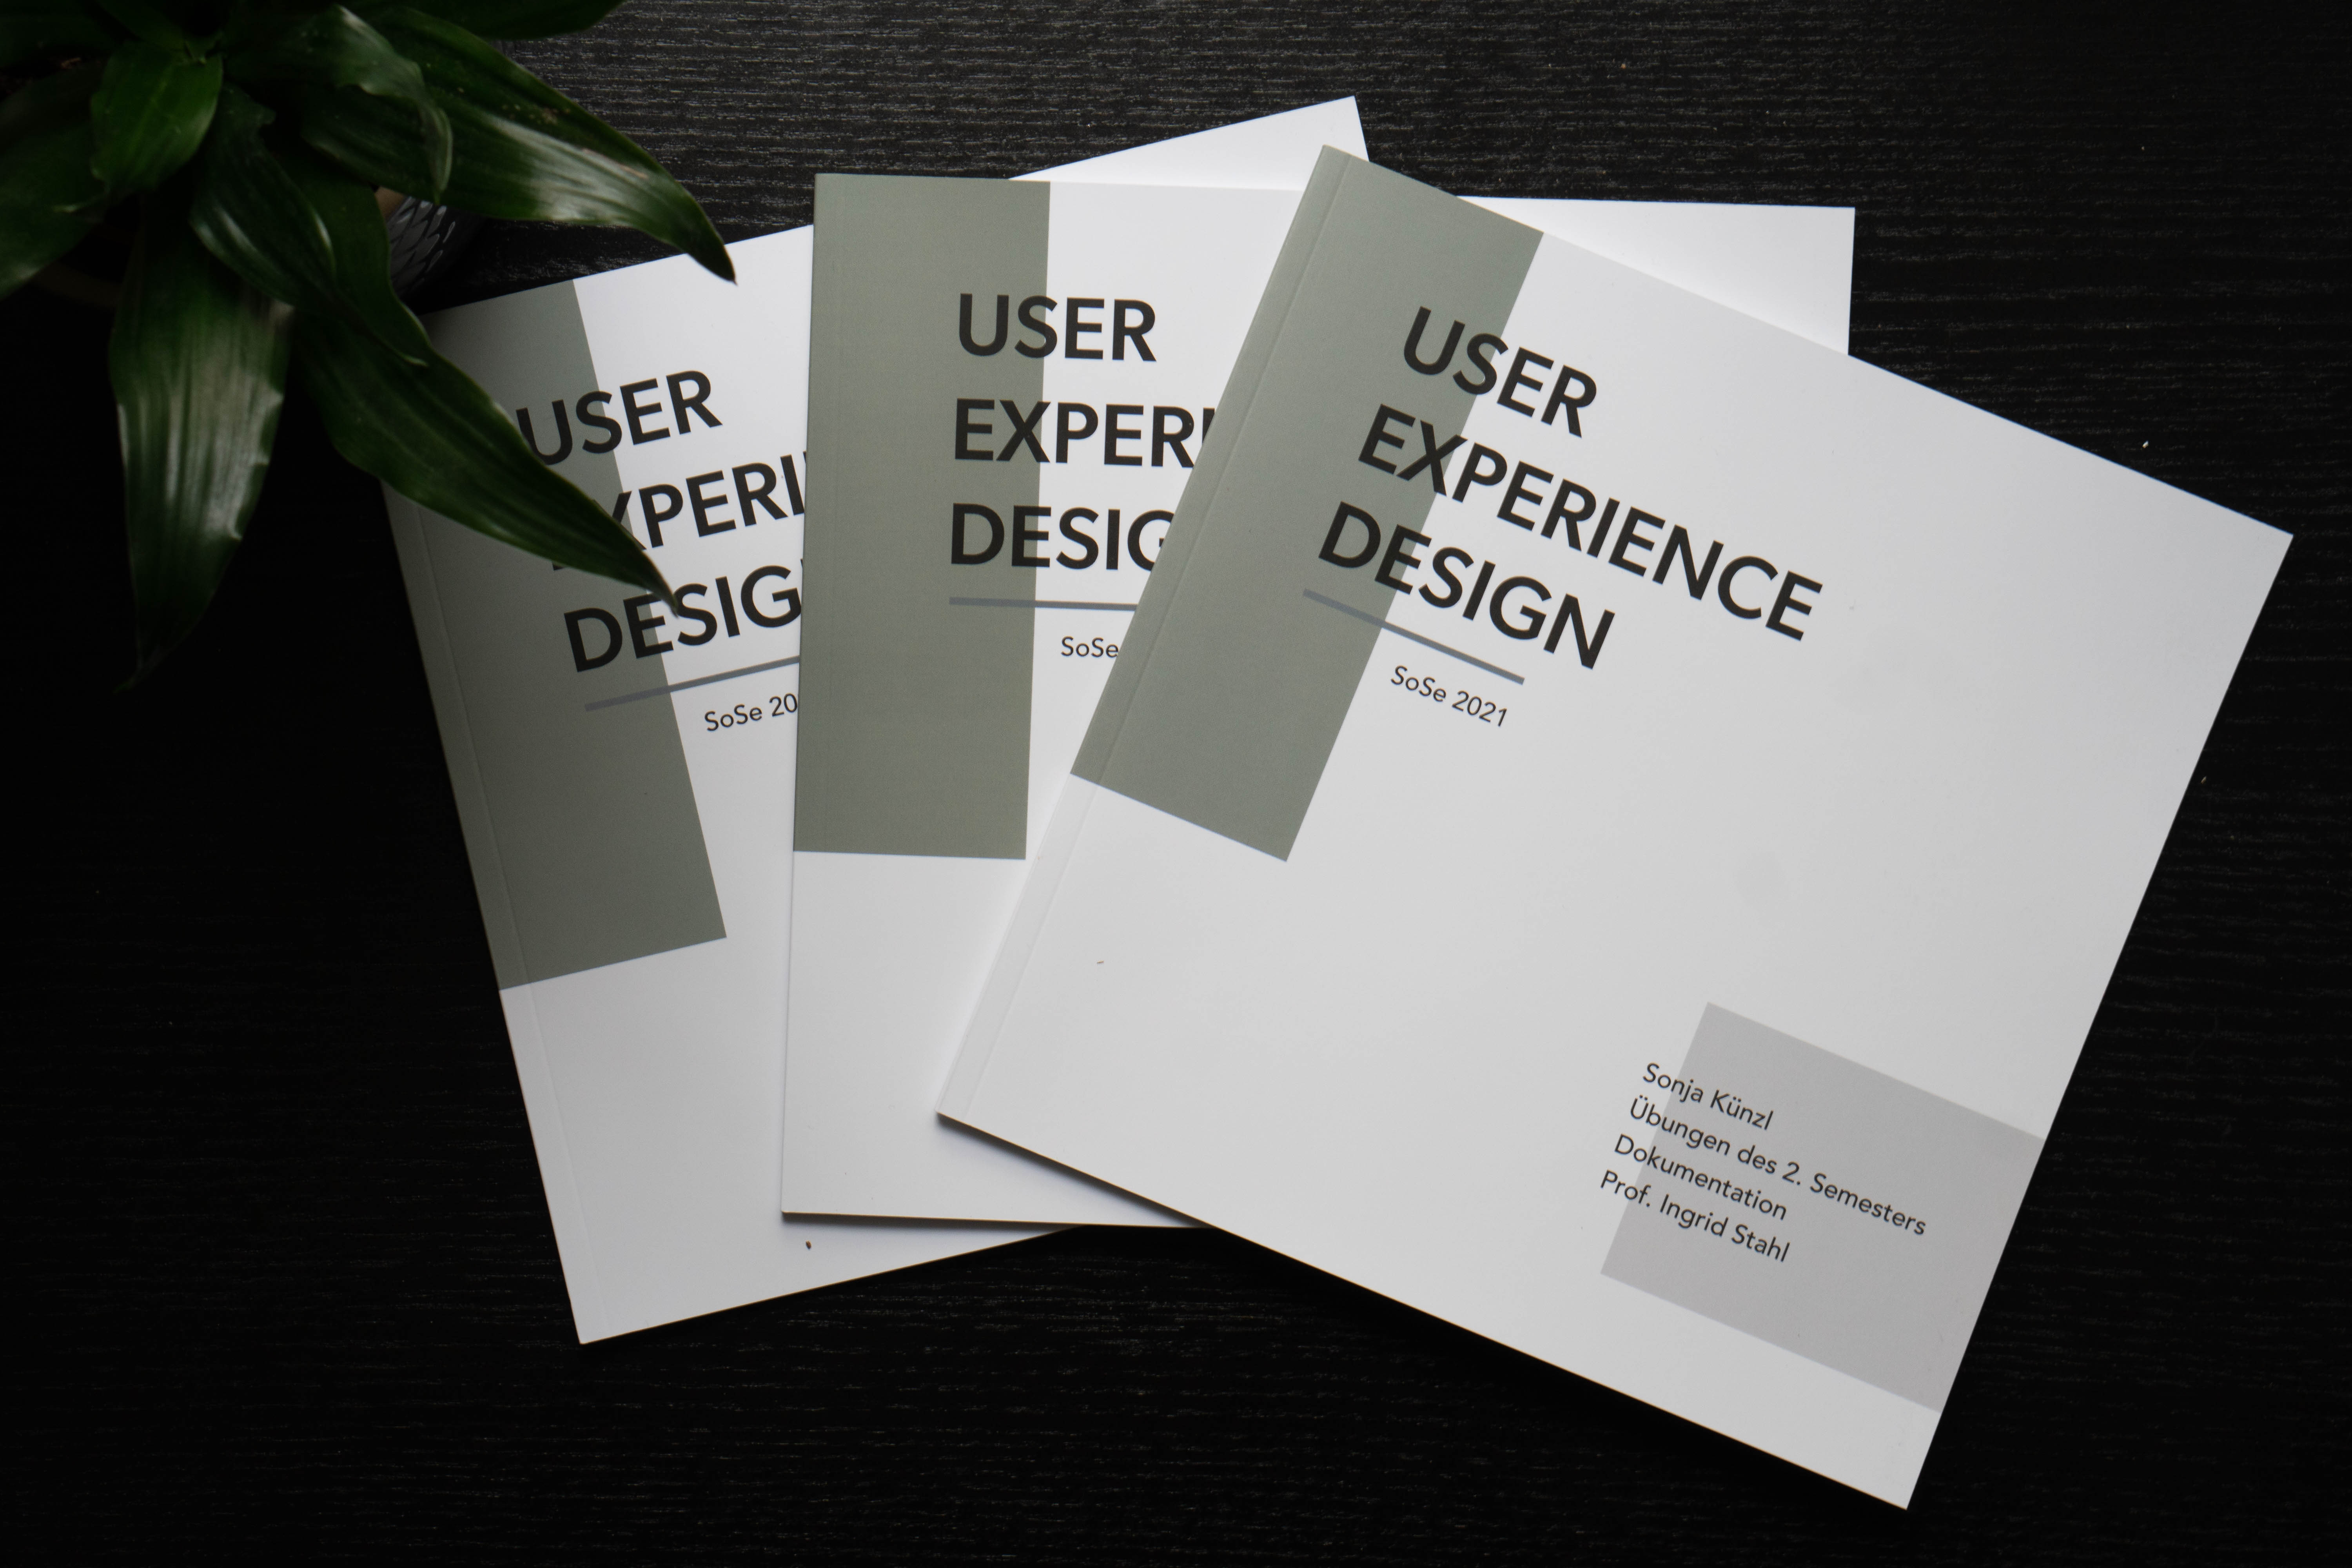 USER
EXPERI
DESIG
SoSe 20
USER
EXPERI
DESIG
SoSe
USER
EXPERIENCE
DESIGN
SoSe 2021
Sonja Künzl
Übungen des 2. Semesters
Dokumentation
Prof. Ingrid Stahl